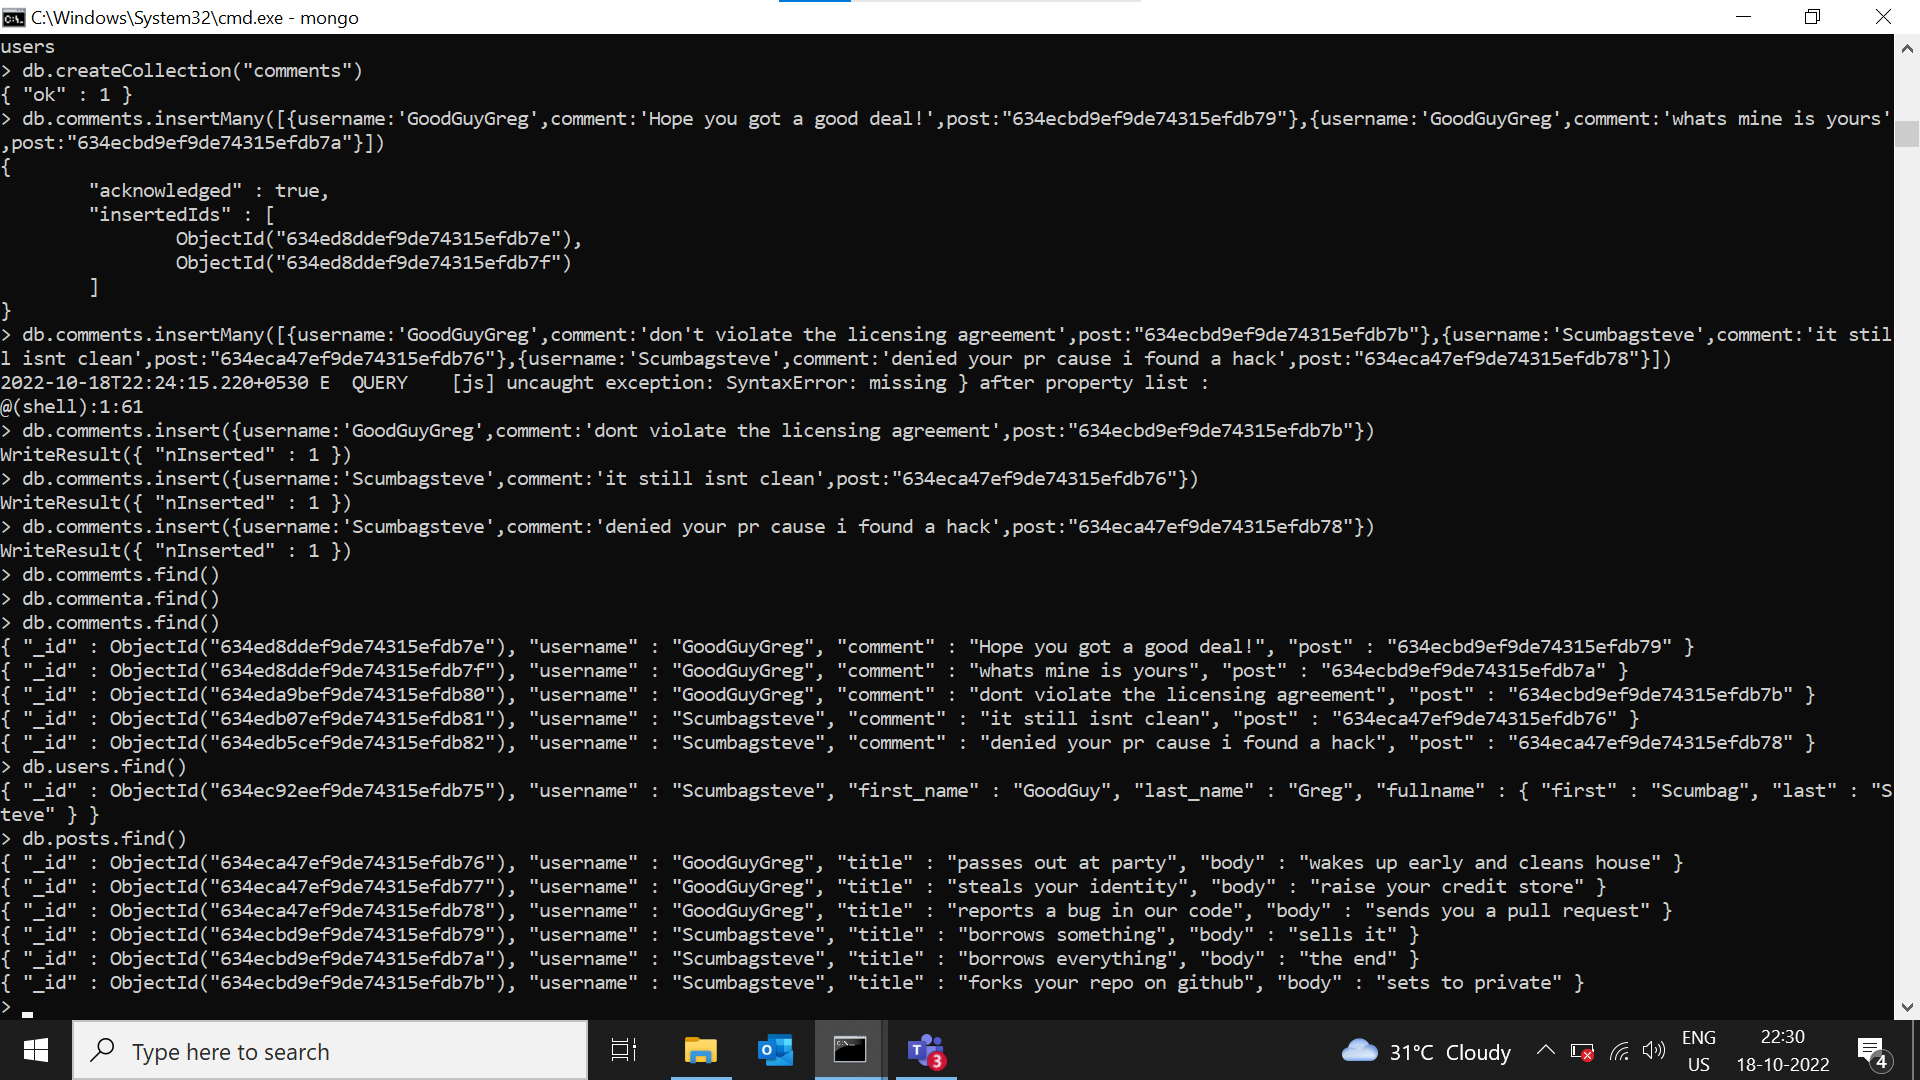 C:\Windows\System32\cmd.exe - mongo
users
> db.createCollection("comments")
{ "ok" : 1 }
> db.comments.insertMany([{username:'GoodGuyGreg',comment:'Hope you got a good deal!',post:"634ecbd9ef9de74315efdb79"},{username:'GoodGuyGreg',comment:'whats mine is yours'
,post:"634ecbd9ef9de74315efdb7a"}])
{
"acknowledged" : true,
"insertedIds" : [
ObjectId("634ed8ddef9de74315efdb7e"),
ObjectId("634ed8ddef9de74315efdb7f")
]
}
> db.comments.insertMany([{username:'GoodGuyGreg',comment:'don't violate the licensing agreement',post:"634ecbd9ef9de74315efdb7b"},{username:'Scumbagsteve',comment:'it stil
l isnt clean',post:"634eca47ef9de74315efdb76"},{username:'Scumbagsteve',comment:'denied your pr cause i found a hack',post:"634eca47ef9de74315efdb78"}])
2022-10-18T22:24:15.220+0530 E  QUERY    [js] uncaught exception: SyntaxError: missing } after property list :
@(shell):1:61
> db.comments.insert({username:'GoodGuyGreg',comment:'dont violate the licensing agreement',post:"634ecbd9ef9de74315efdb7b"})
WriteResult({ "nInserted" : 1 })
> db.comments.insert({username:'Scumbagsteve',comment:'it still isnt clean',post:"634eca47ef9de74315efdb76"})
WriteResult({ "nInserted" : 1 })
> db.comments.insert({username:'Scumbagsteve',comment:'denied your pr cause i found a hack',post:"634eca47ef9de74315efdb78"})
WriteResult({ "nInserted" : 1 })
> db.commemts.find()
> db.commenta.find()
> db.comments.find()
{ "_id" : ObjectId("634ed8ddef9de74315efdb7e"), "username" : "GoodGuyGreg", "comment" : "Hope you got a good deal!", "post" : "634ecbd9ef9de74315efdb79" }
{ "_id" : ObjectId("634ed8ddef9de74315efdb7f"), "username" : "GoodGuyGreg", "comment" : "whats mine is yours", "post" : "634ecbd9ef9de74315efdb7a" }
{ "_id" : ObjectId("634eda9bef9de74315efdb80"), "username" : "GoodGuyGreg", "comment" : "dont violate the licensing agreement", "post" : "634ecbd9ef9de74315efdb7b" }
{ "_id" : ObjectId("634edb07ef9de74315efdb81"), "username" : "Scumbagsteve", "comment" : "it still isnt clean", "post" : "634eca47ef9de74315efdb76" }
{ "_id" : ObjectId("634edb5cef9de74315efdb82"), "username" : "Scumbagsteve", "comment" : "denied your pr cause i found a hack", "post" : "634eca47ef9de74315efdb78" }
> db.users.find()
{ "_id" : ObjectId("634ec92eef9de74315efdb75"), "username" : "Scumbagsteve", "first_name" : "GoodGuy", "last_name" : "Greg", "fullname" : { "first" : "Scumbag", "last" : "S
teve" } }
> db.posts.find()
{ "_id" : ObjectId("634eca47ef9de74315efdb76"), "username" : "GoodGuyGreg", "title" : "passes out at party", "body" : "wakes up early and cleans house" }
{ "_id" : ObjectId("634eca47ef9de74315efdb77"), "username" : "GoodGuyGreg", "title" : "steals your identity", "body" : "raise your credit store" }
{ "_id" : ObjectId("634eca47ef9de74315efdb78"), "username" : "GoodGuyGreg", "title" : "reports a bug in our code", "body" : "sends you a pull request" }
{ "_id" : ObjectId("634ecbd9ef9de74315efdb79"), "username" : "Scumbagsteve", "title" : "borrows something", "body" : "sells it" }
{ "_id" : ObjectId("634ecbd9ef9de74315efdb7a"), "username" : "Scumbagsteve", "title" : "borrows everything", "body" : "the end" }
{ "_id" : ObjectId("634ecbd9ef9de74315efdb7b"), "username" : "Scumbagsteve", "title" : "forks your repo on github", "body" : "sets to private" }
>
Type here to search
31°C Cloudy
ENG
US
22:30
18-10-2022
3
4